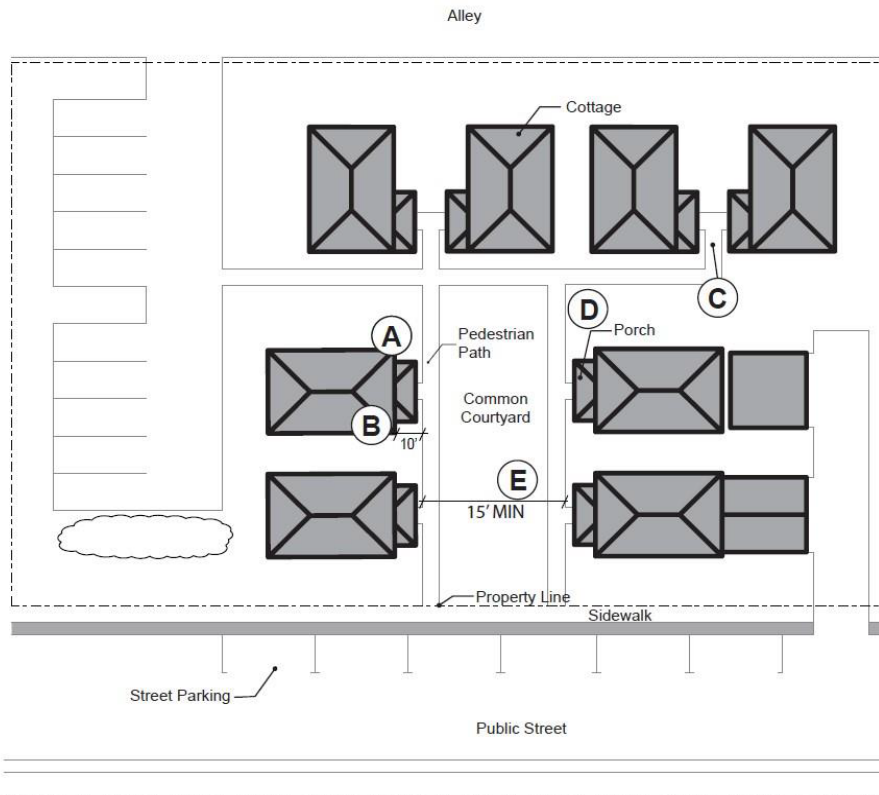 Alley
Cottage
C
D
A
Porch
Pedestrian
Path
Common
Courtyard
B
10'
E
15' MIN
Property Line
Sidewalk
Street Parking
Public Street